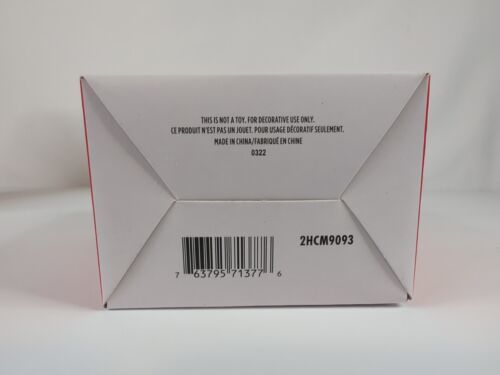 THIS IS NOT A TOY. FOR DECORATIVE USE ONLY.
CE PRODUIT N'EST PAS UN JOUET. POUR USAGE DÉCORATIF SEULEMENT.
MADE IN CHINA/FABRIQUÉ EN CHINE
0322
2HCM9093
7 63795 71377 6